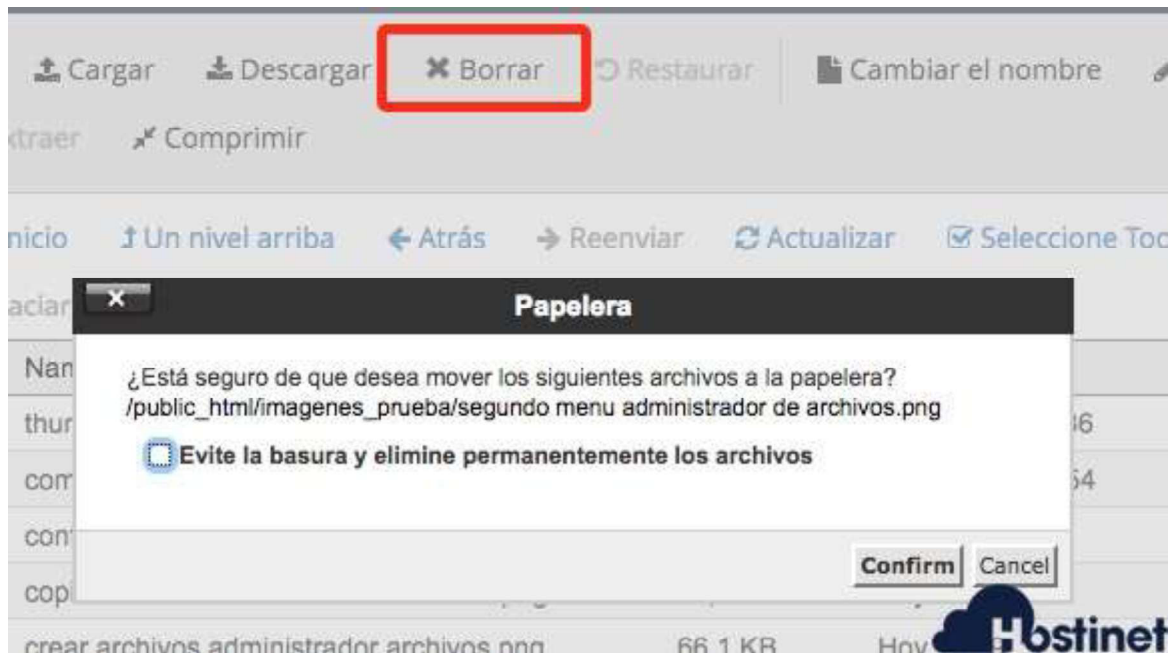 Cargar Descargar Borrar Restaurar Cambiar el nombre
Comprimir
Un nivel arriba Atrás Reenviar Actualizar Seleccione
Papelera
¿Está seguro de que desea mover los siguientes archivos a la papelera?
/public_html/imagenes_prueba/segundo menu administrador de archivos.png
Evite la basura y elimine permanentemente los archivos
Confirm Cancel
crear archivos administrador archivos.png 66.1 KB Hoy
Hostinet